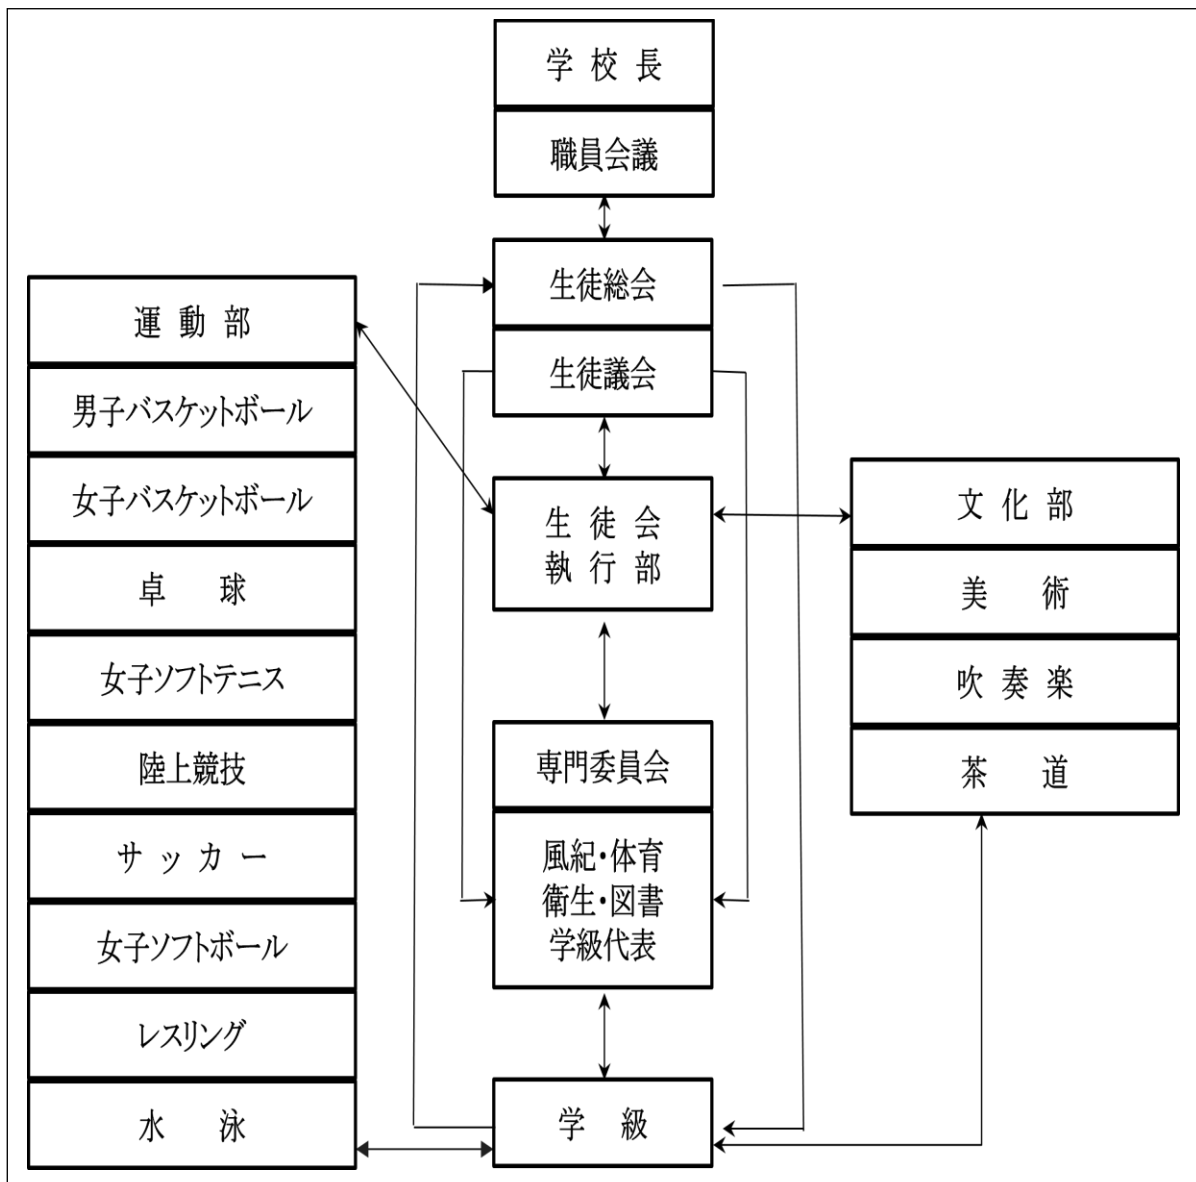 学校長
職員会議
生徒総会
生徒議会
生徒会
執行部
専門委員会
風紀・体育
衛生・図書
学級代表
学級
運動部
男子バスケットボール
女子バスケットボール
卓球
女子ソフトテニス
陸上競技
サッカー
女子ソフトボール
レスリング
水泳
文化部
美術
吹奏楽
茶道